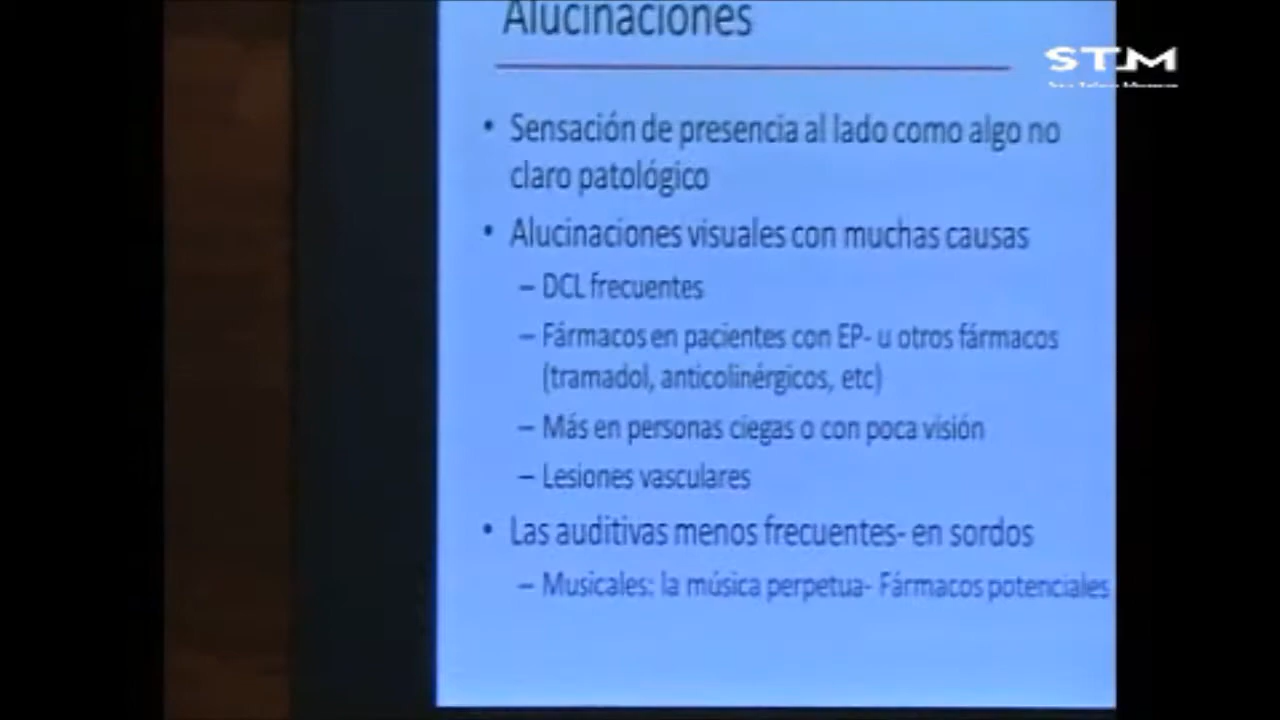 Alucinaciones
STM
• Sensación de presencia al lado como algo no
claro patológico
• Alucinaciones visuales con muchas causas
– DCL frecuentes
– Fármacos en pacientes con EP- u otros fármacos
(tramadol, anticolinérgicos, etc)
– Más en personas ciegas o con poca visión
– Lesiones vasculares
• Las auditivas menos frecuentes- en sordos
– Musicales: la música perpetua- Fármacos potenciales